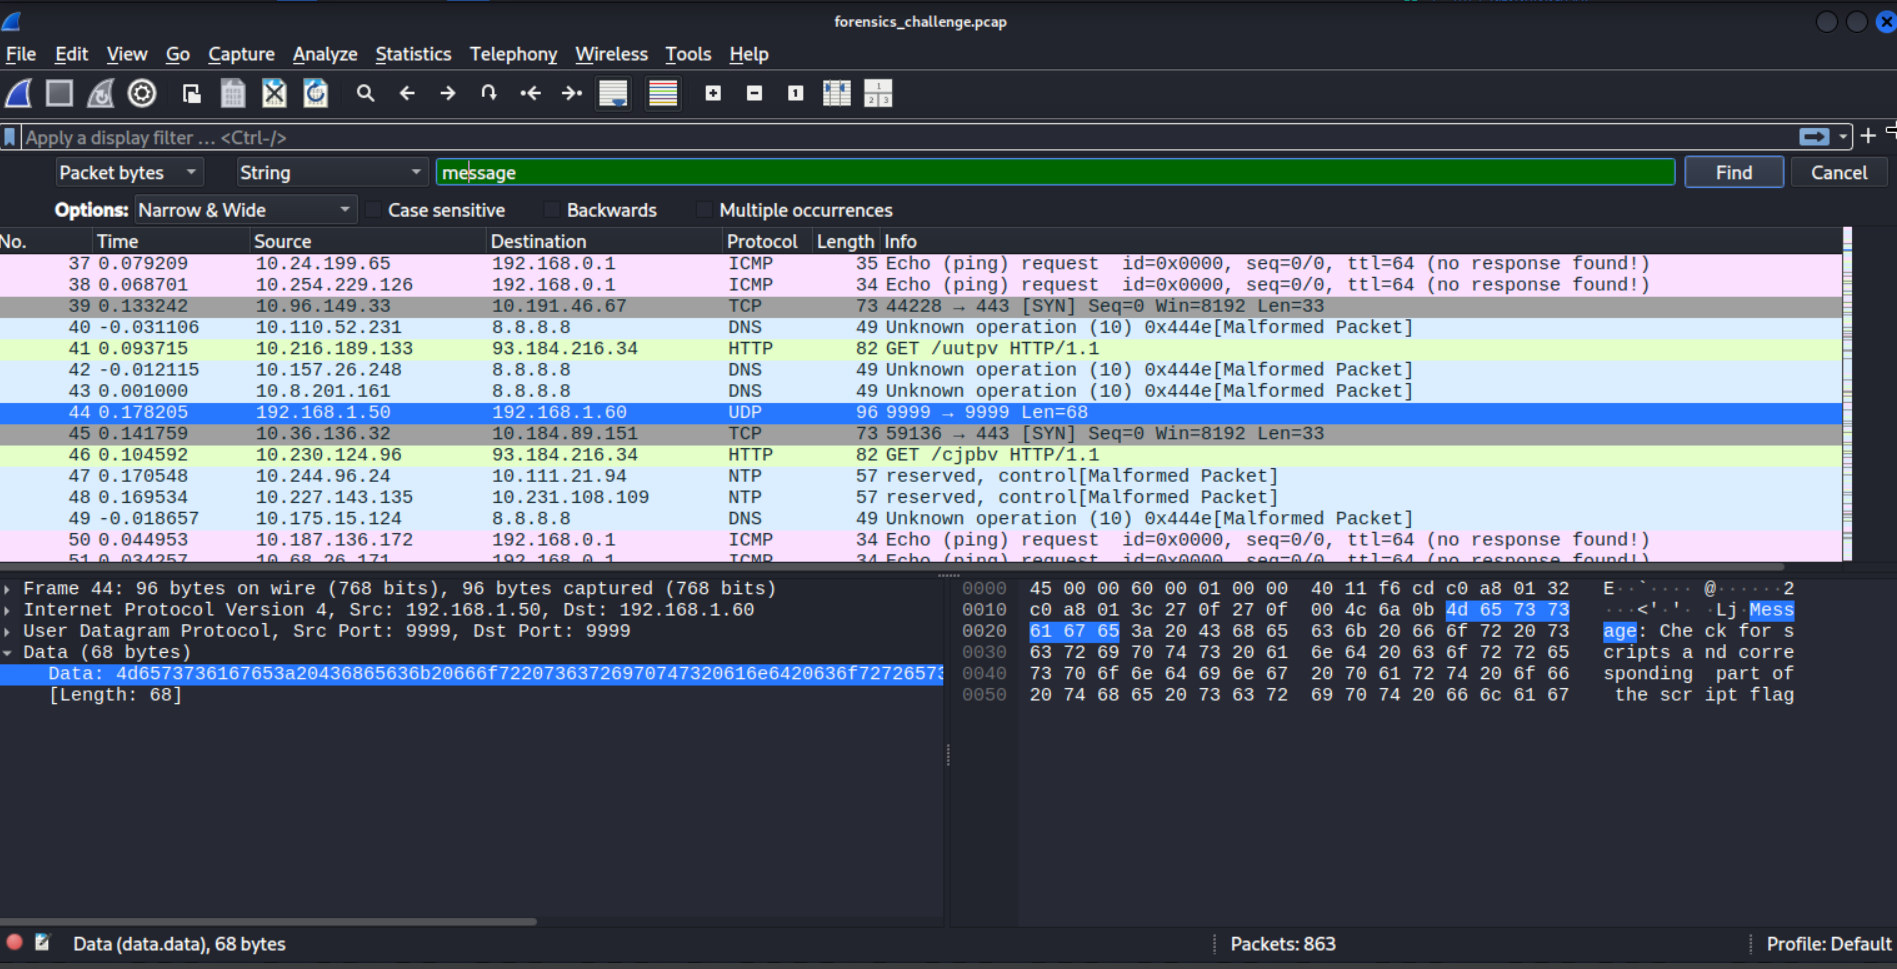 forensics_challenge.pcap
File Edit View Go Capture Analyze Statistics Telephony Wireless Tools Help
Apply a display filter ... <Ctrl-/>
Packet bytes String message Find Cancel
Options: Narrow & Wide Case sensitive Backwards Multiple occurrences
No. Time Source Destination Protocol Length Info
37 0.079209 10.24.199.65 192.168.0.1 ICMP 35 Echo (ping) request id=0x0000, seq=0/0, ttl=64 (no response found!)
38 0.068701 10.254.229.126 192.168.0.1 ICMP 34 Echo (ping) request id=0x0000, seq=0/0, ttl=64 (no response found!)
39 0.133242 10.96.149.33 10.191.46.67 TCP 73 44228 → 443 [SYN] Seq=0 Win=8192 Len=33
40 -0.031106 10.110.52.231 8.8.8.8 DNS 49 Unknown operation (10) 0x444e[Malformed Packet]
41 0.093715 10.216.189.133 93.184.216.34 HTTP 82 GET /uutpv HTTP/1.1
42 -0.012115 10.157.26.248 8.8.8.8 DNS 49 Unknown operation (10) 0x444e[Malformed Packet]
43 0.001000 10.8.201.161 8.8.8.8 DNS 49 Unknown operation (10) 0x444e[Malformed Packet]
44 0.178205 192.168.1.50 192.168.1.60 UDP 96 9999 → 9999 Len=68
45 0.141759 10.36.136.32 10.184.89.151 TCP 73 59136 → 443 [SYN] Seq=0 Win=8192 Len=33
46 0.104592 10.230.124.96 93.184.216.34 HTTP 82 GET /cjpbv HTTP/1.1
47 0.170548 10.244.96.24 10.111.21.94 NTP 57 reserved, control[Malformed Packet]
48 0.169534 10.227.143.135 10.231.108.109 NTP 57 reserved, control[Malformed Packet]
49 -0.018657 10.175.15.124 8.8.8.8 DNS 49 Unknown operation (10) 0x444e[Malformed Packet]
50 0.044953 10.187.136.172 192.168.0.1 ICMP 34 Echo (ping) request id=0x0000, seq=0/0, ttl=64 (no response found!)
51 0.034257 10.68.26.171 192.168.0.1 ICMP 34 Echo (ping) request id=0x0000, seq=0/0, ttl=64 (no response found!)
Frame 44: 96 bytes on wire (768 bits), 96 bytes captured (768 bits)
Internet Protocol Version 4, Src: 192.168.1.50, Dst: 192.168.1.60
User Datagram Protocol, Src Port: 9999, Dst Port: 9999
Data (68 bytes)
Data: 4d6573736167653a20436865636b20666f72207363726970747320616e6420636f72726573
[Length: 68]
0000 45 00 00 60 00 01 00 00 40 11 f6 cd c0 a8 01 32 E··`···· @······2
0010 c0 a8 01 3c 27 0f 27 0f 00 4c 6a 0b 4d 65 73 73 ···<'·'· ·Lj·Mess
0020 61 67 65 3a 20 43 68 65 63 6b 20 66 6f 72 20 73 age: Che ck for s
0030 63 72 69 70 74 73 20 61 6e 64 20 63 6f 72 72 65 cripts a nd corre
0040 73 70 6f 6e 64 69 6e 67 20 70 61 72 74 20 6f 66 sponding part of
0050 20 74 68 65 20 73 63 72 69 70 74 20 66 6c 61 67 the scr ipt flag
Data (data.data), 68 bytes Packets: 863 Profile: Default